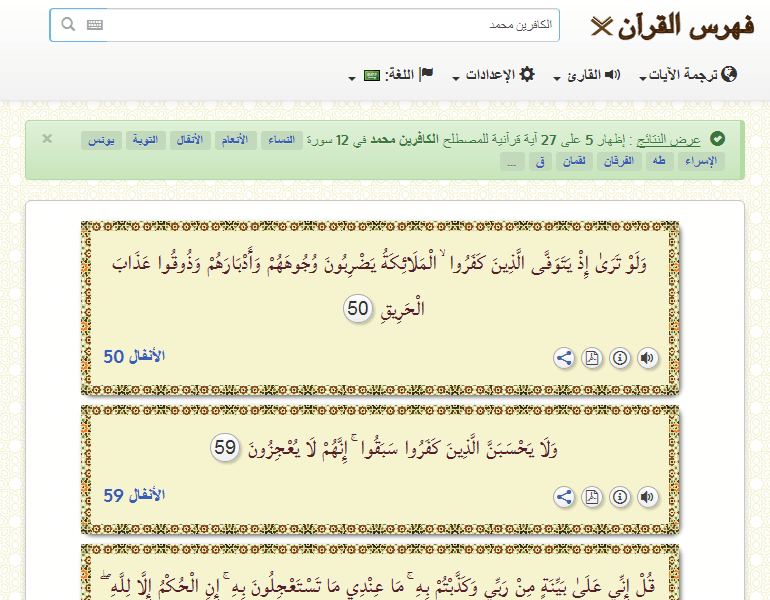 فهرس القرآن
الكافرين محمد
ترجمة الآيات القارئ الإعدادات اللغة:
عرض النتائج : إظهار 5 على 27 آية قرآنية للمصطلح الكافرين محمد في 12 سورة النساء الأنعام الأنفال التوبة يونس ×
الإسراء طه الفرقان لقمان ق ...
وَلَوْ تَرَىٰ إِذْ يَتَوَفَّى الَّذِينَ كَفَرُوا ۙ الْمَلَائِكَةُ يَضْرِبُونَ وُجُوهَهُمْ وَأَدْبَارَهُمْ وَذُوقُوا عَذَابَ
الْحَرِيقِ 50
الأنفال 50
وَلَا يَحْسَبَنَّ الَّذِينَ كَفَرُوا سَبَقُوا ۚ إِنَّهُمْ لَا يُعْجِزُونَ 59
الأنفال 59
قُلْ إِنِّي عَلَىٰ بَيِّنَةٍ مِنْ رَبِّي وَكَذَّبْتُمْ بِهِ ۚ مَا عِنْدِي مَا تَسْتَعْجِلُونَ بِهِ ۚ إِنِ الْحُكْمُ إِلَّا لِلَّهِ ۖ